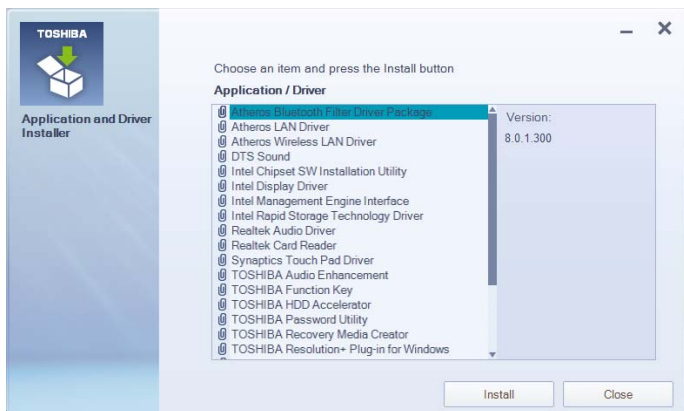 TOSHIBA
Application and Driver
Installer
Choose an item and press the Install button
Application / Driver
Atheros Bluetooth Filter Driver Package
Atheros LAN Driver
Atheros Wireless LAN Driver
DTS Sound
Intel Chipset SW Installation Utility
Intel Display Driver
Intel Management Engine Interface
Intel Rapid Storage Technology Driver
Realtek Audio Driver
Realtek Card Reader
Synaptics Touch Pad Driver
TOSHIBA Audio Enhancement
TOSHIBA Function Key
TOSHIBA HDD Accelerator
TOSHIBA Password Utility
TOSHIBA Recovery Media Creator
TOSHIBA Resolution+ Plug-in for Windows
Version:
8.0.1.300
Install
Close